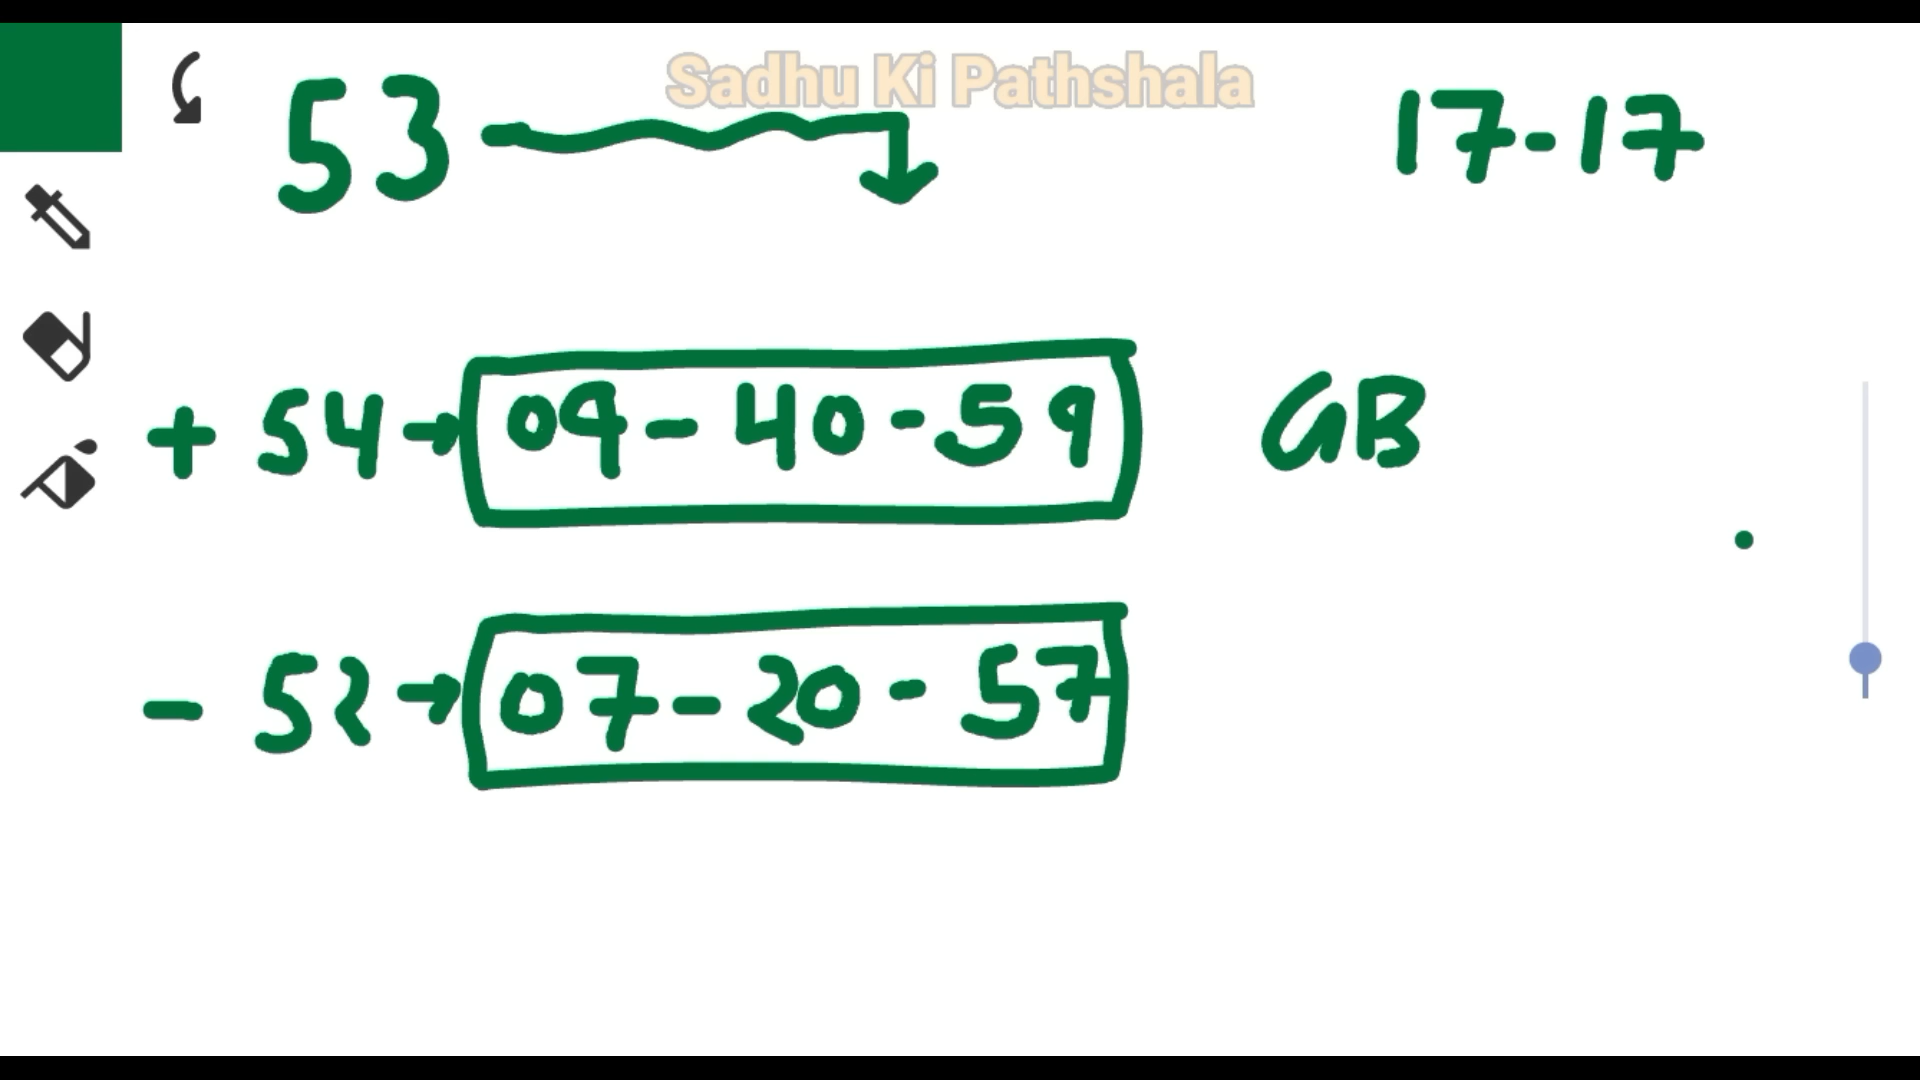 Sadhu Ki Pathshala
53 17-17
+ 54 → 09 - 40 - 59 GB
- 52 → 07 - 20 - 57